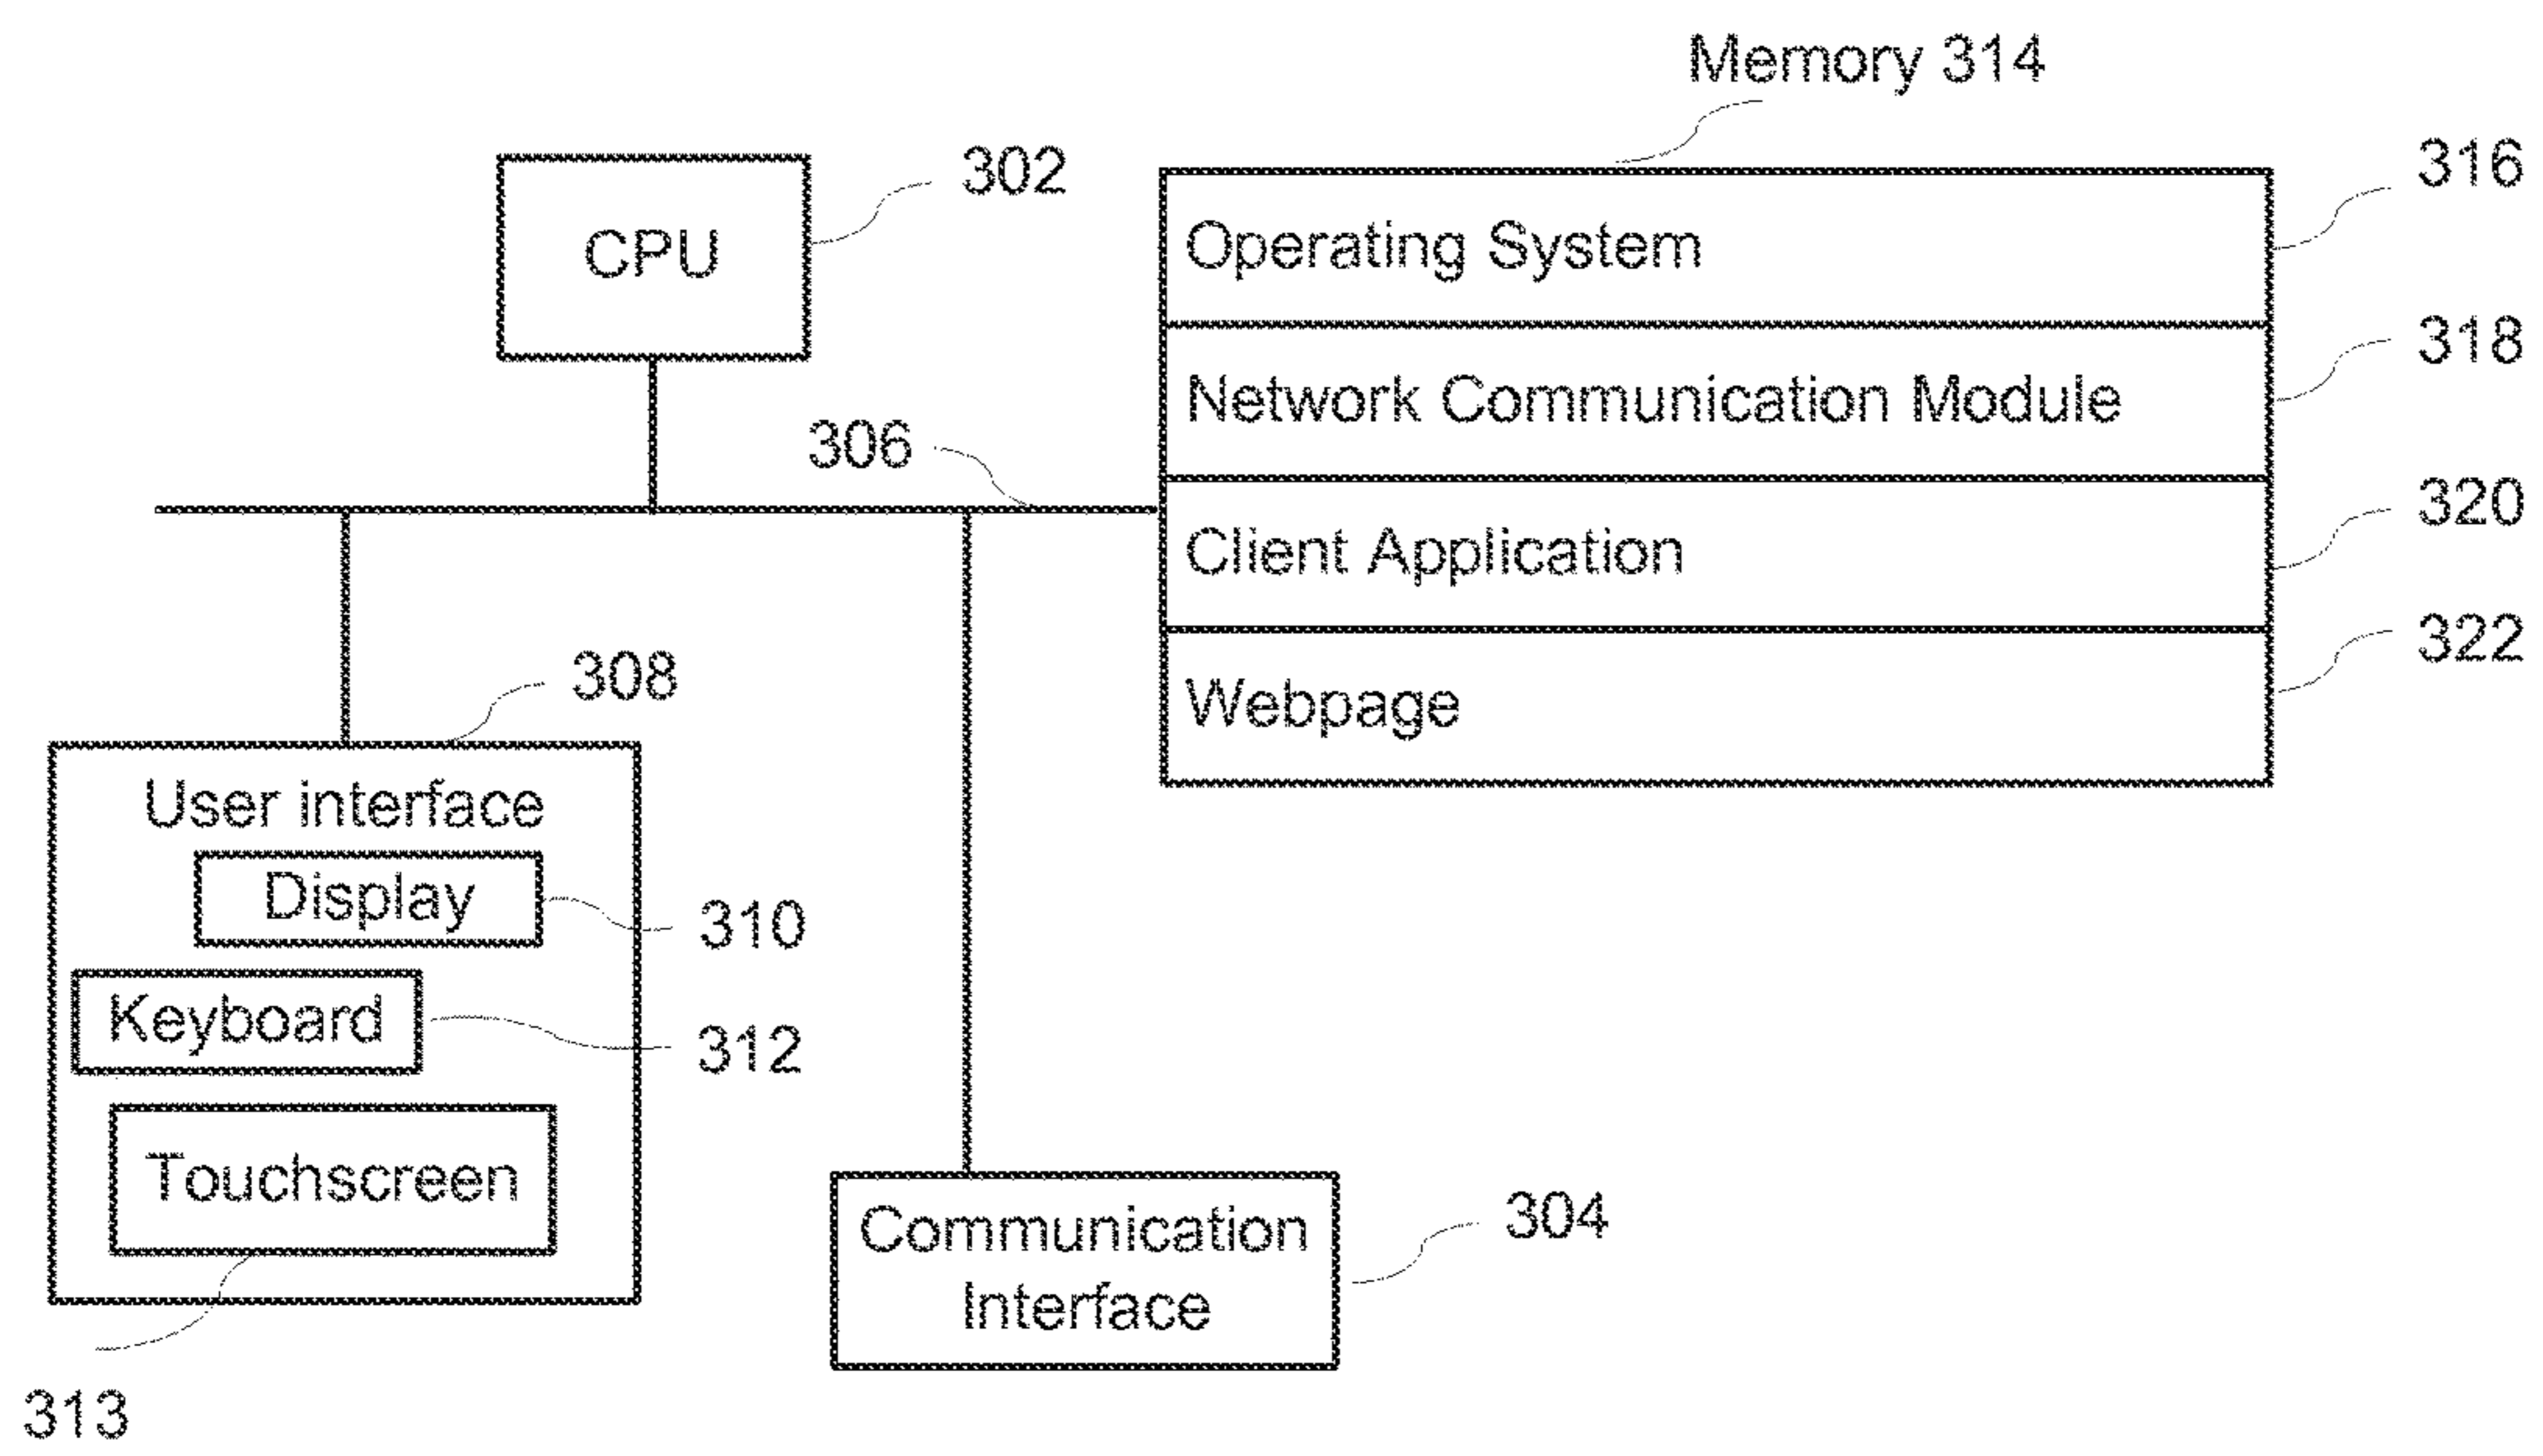 Memory 314
CPU
302
Operating System
316
Network Communication Module
318
306
Client Application
320
Webpage
322
308
User interface
Display
310
Keyboard
312
Touchscreen
313
Communication
Interface
304